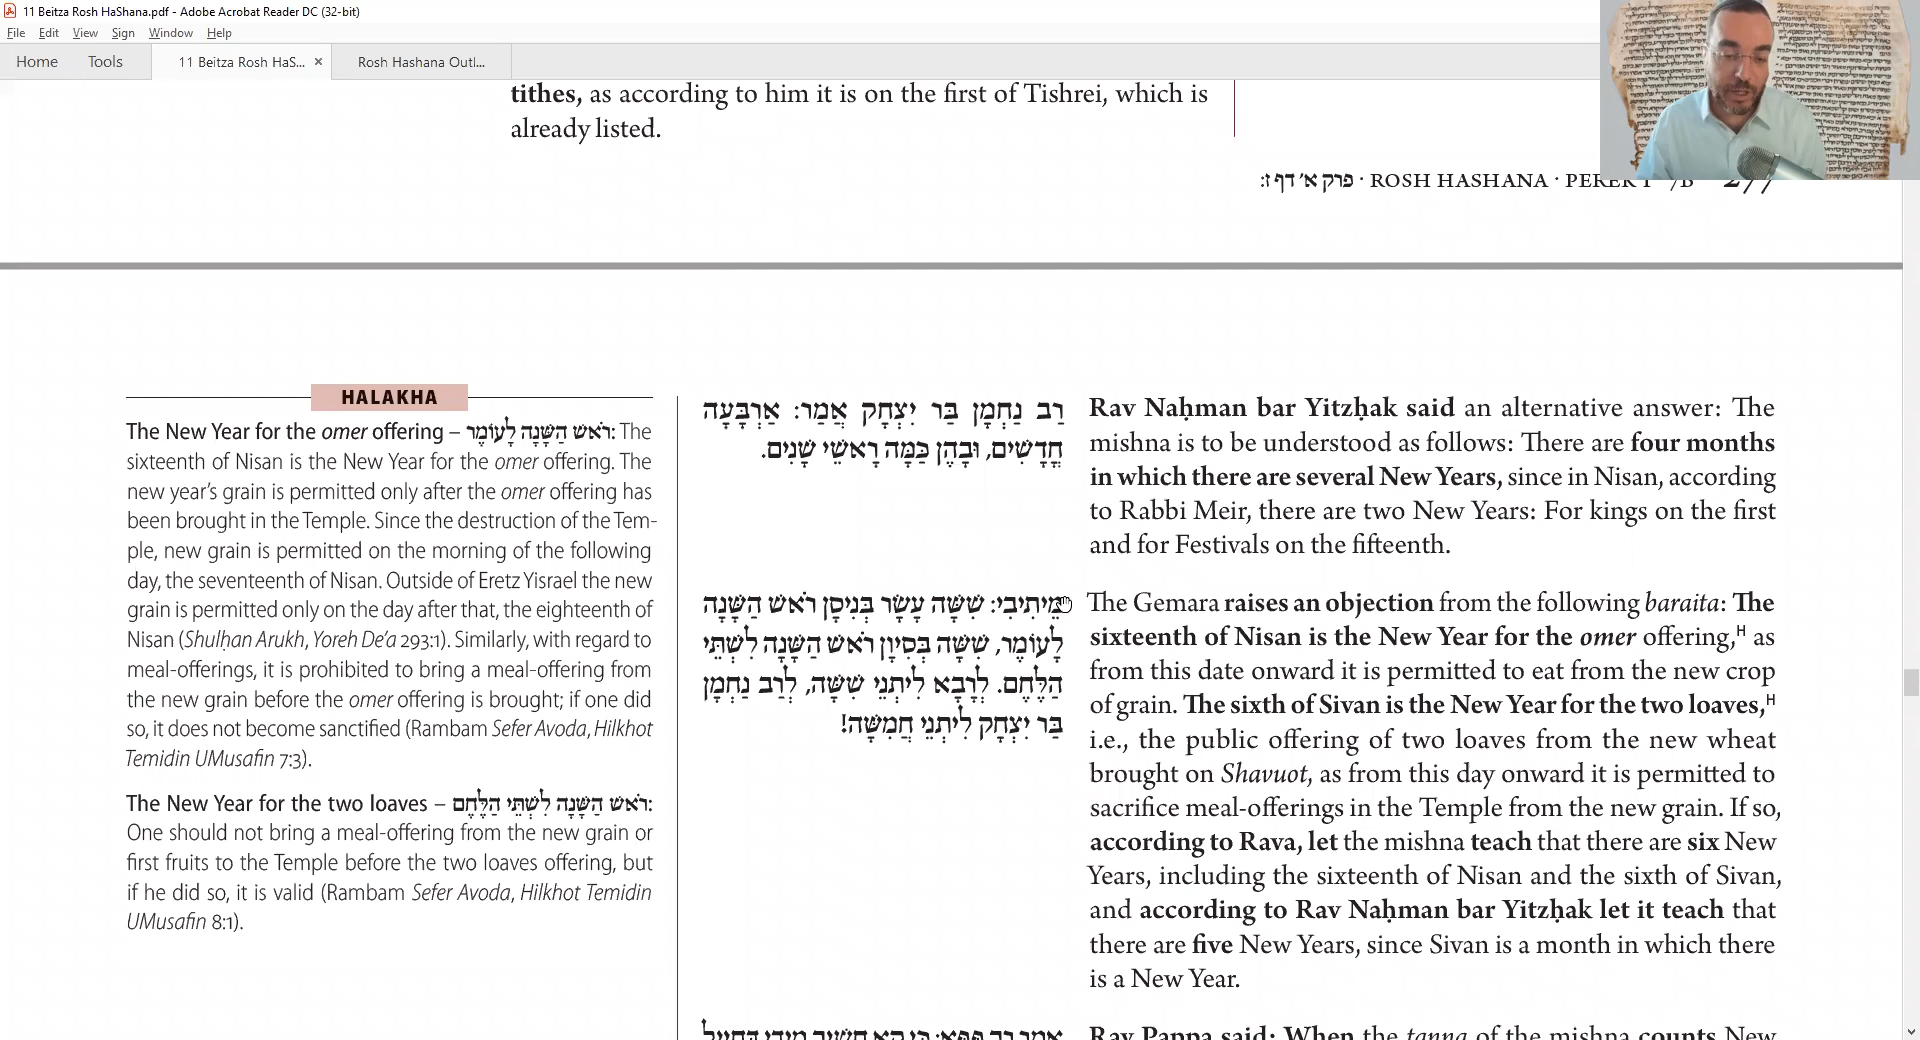 11 Beitza Rosh HaShana.pdf - Adobe Acrobat Reader DC (32-bit)
File Edit View Sign Window Help
Home Tools 11 Beitza Rosh HaS... × Rosh Hashana Outl...
tithes, as according to him it is on the first of Tishrei, which is
already listed.
פרק א׳ דף ז: · ROSH HASHANA · PEREK I · 7B 277
HALAKHA
The New Year for the omer offering – רֹאשׁ הַשָּׁנָה לָעוֹמֶר: The
sixteenth of Nisan is the New Year for the omer offering. The
new year’s grain is permitted only after the omer offering has
been brought in the Temple. Since the destruction of the Tem-
ple, new grain is permitted on the morning of the following
day, the seventeenth of Nisan. Outside of Eretz Yisrael the new
grain is permitted only on the day after that, the eighteenth of
Nisan (Shulḥan Arukh, Yoreh De’a 293:1). Similarly, with regard to
meal-offerings, it is prohibited to bring a meal-offering from
the new grain before the omer offering is brought; if one did
so, it does not become sanctified (Rambam Sefer Avoda, Hilkhot
Temidin UMusafin 7:3).
The New Year for the two loaves – רֹאשׁ הַשָּׁנָה לִשְׁתֵּי הַלֶּחֶם:
One should not bring a meal-offering from the new grain or
first fruits to the Temple before the two loaves offering, but
if he did so, it is valid (Rambam Sefer Avoda, Hilkhot Temidin
UMusafin 8:1).
רַב נַחְמָן בַּר יִצְחָק אֲמַר: אַרְבָּעָה
חֳדָשִׁים, וּבָהֶן כַּמָּה רָאשֵׁי שָׁנִים.
מֵיתִיבִי: שִׁשָּׁה עָשָׂר בְּנִיסָן רֹאשׁ הַשָּׁנָה
לָעוֹמֶר, שִׁשָּׁה בְּסִיוָן רֹאשׁ הַשָּׁנָה לִשְׁתֵּי
הַלֶּחֶם. לְרָבָא לִיתְנֵי שִׁשָּׁה, לְרַב נַחְמָן
בַּר יִצְחָק לִיתְנֵי חֲמִשָּׁה!
Rav Naḥman bar Yitzḥak said an alternative answer: The
mishna is to be understood as follows: There are four months
in which there are several New Years, since in Nisan, according
to Rabbi Meir, there are two New Years: For kings on the first
and for Festivals on the fifteenth.
The Gemara raises an objection from the following baraita: The
sixteenth of Nisan is the New Year for the omer offering,ᴴ as
from this date onward it is permitted to eat from the new crop
of grain. The sixth of Sivan is the New Year for the two loaves,ᴴ
i.e., the public offering of two loaves from the new wheat
brought on Shavuot, as from this day onward it is permitted to
sacrifice meal-offerings in the Temple from the new grain. If so,
according to Rava, let the mishna teach that there are six New
Years, including the sixteenth of Nisan and the sixth of Sivan,
and according to Rav Naḥman bar Yitzḥak let it teach that
there are five New Years, since Sivan is a month in which there
is a New Year.
Rav Pappa said: When the tanna of the mishna counts New